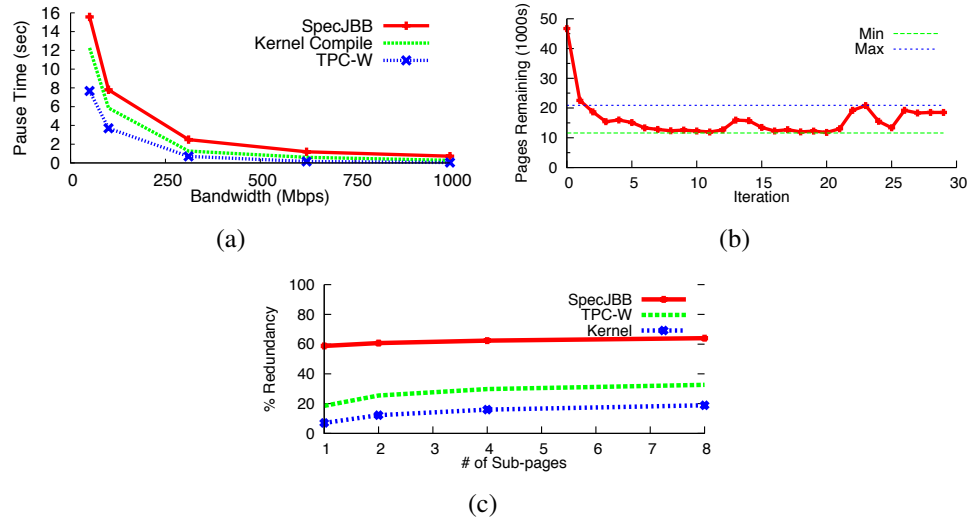 Pause Time (sec)
16
14
12
10
8
6
4
2
0
SpecJBB
Kernel Compile
TPC-W
0
250
500
750
1000
Bandwidth (Mbps)
(a)
Pages Remaining (1000s)
50
40
30
20
10
0
Min
Max
0
5
10
15
20
25
30
Iteration
(b)
% Redundancy
100
80
60
40
20
0
SpecJBB
TPC-W
Kernel
1
2
3
4
5
6
7
8
# of Sub-pages
(c)